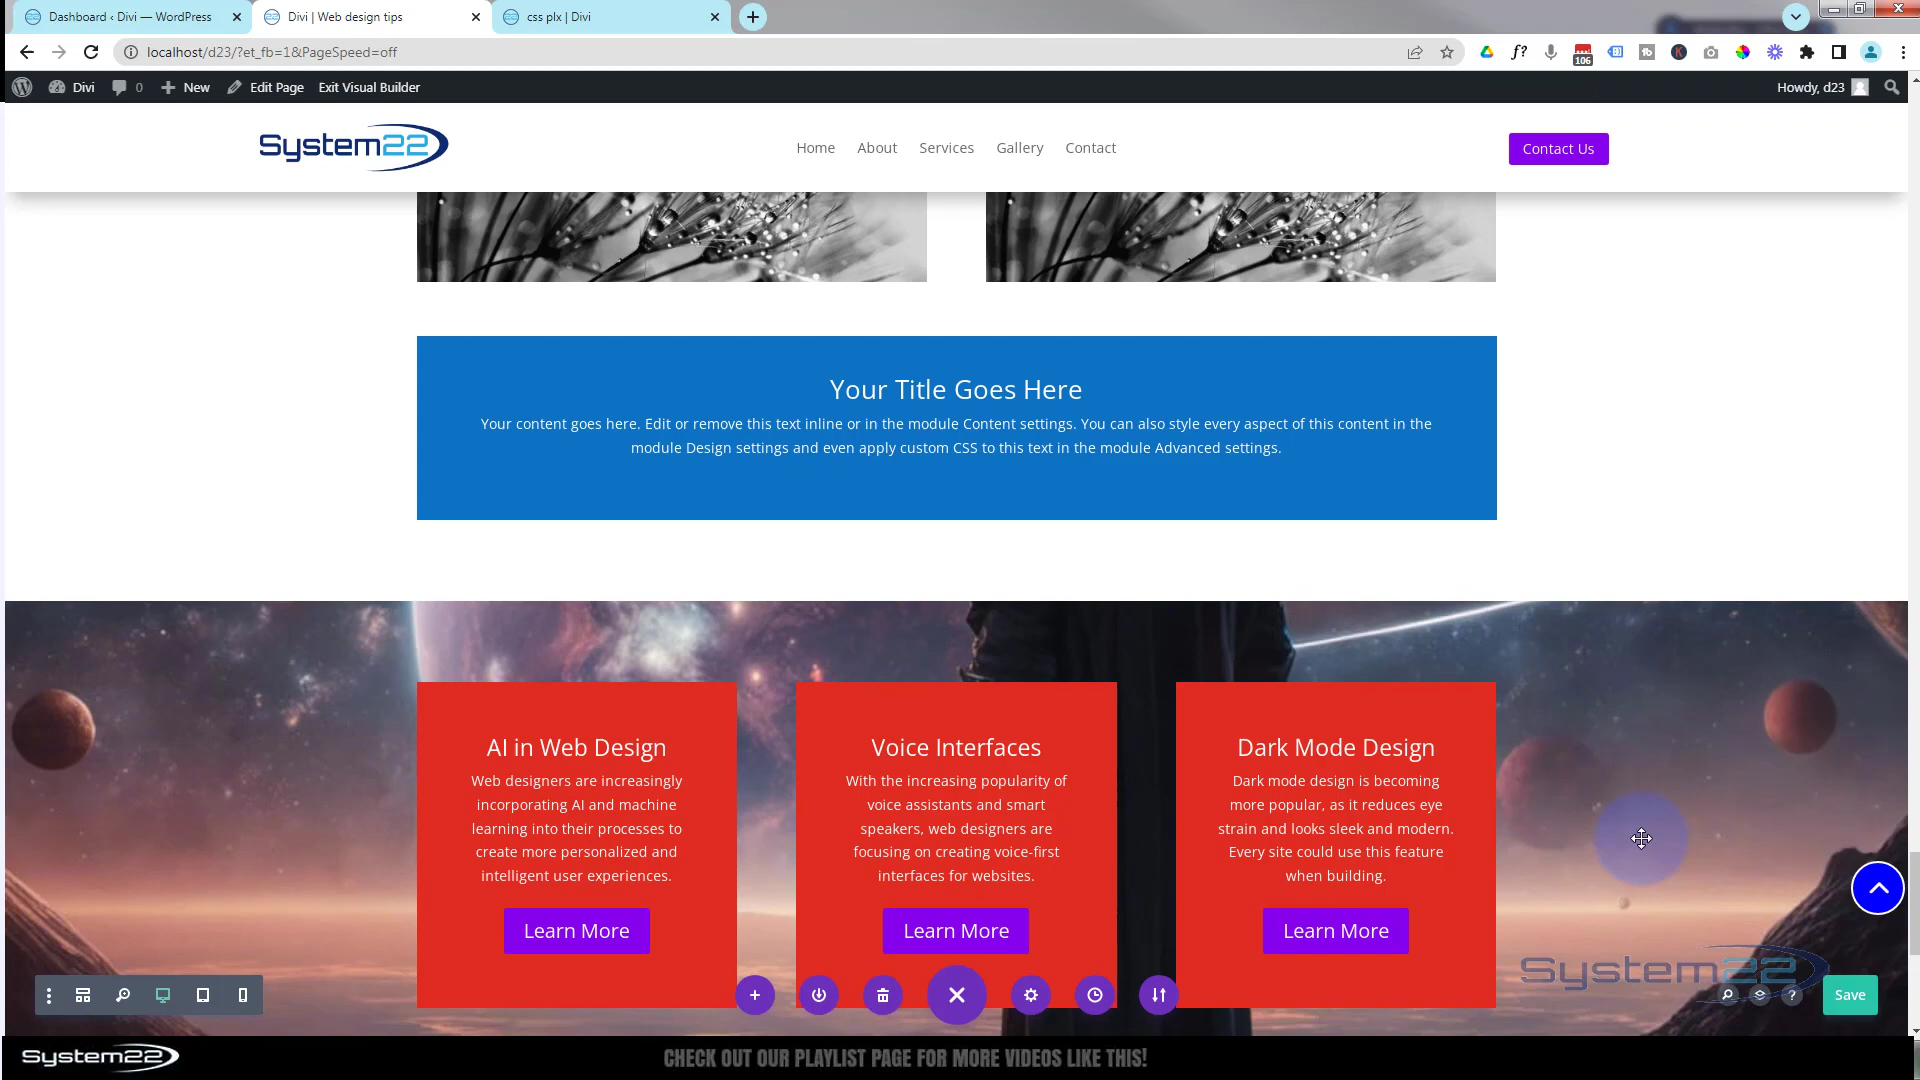 Dashboard ‹ Divi — WordPress
Divi | Web design tips
css plx | Divi
localhost/d23/?et_fb=1&PageSpeed=off
106
Divi
0
New
Edit Page
Exit Visual Builder
Howdy, d23
System22
Home
About
Services
Gallery
Contact
Contact Us
Your Title Goes Here
Your content goes here. Edit or remove this text inline or in the module Content settings. You can also style every aspect of this content in the
module Design settings and even apply custom CSS to this text in the module Advanced settings.
AI in Web Design
Web designers are increasingly
incorporating AI and machine
learning into their processes to
create more personalized and
intelligent user experiences.
Learn More
Voice Interfaces
With the increasing popularity of
voice assistants and smart
speakers, web designers are
focusing on creating voice-first
interfaces for websites.
Learn More
Dark Mode Design
Dark mode design is becoming
more popular, as it reduces eye
strain and looks sleek and modern.
Every site could use this feature
when building.
Learn More
System22
Save
System22
CHECK OUT OUR PLAYLIST PAGE FOR MORE VIDEOS LIKE THIS!